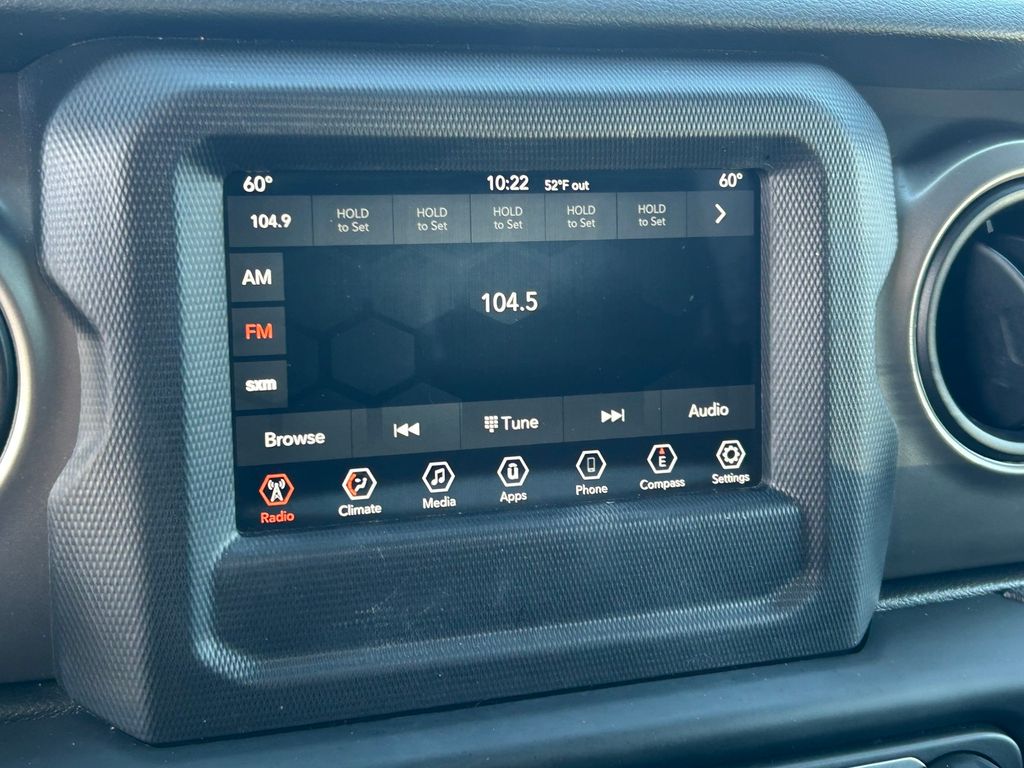 60° 10:22 52°F out 60°
104.9 HOLD to Set HOLD to Set HOLD to Set HOLD to Set HOLD to Set
AM
104.5
FM
sxm
Browse Tune Audio
Radio Climate Media Apps Phone E Compass Settings